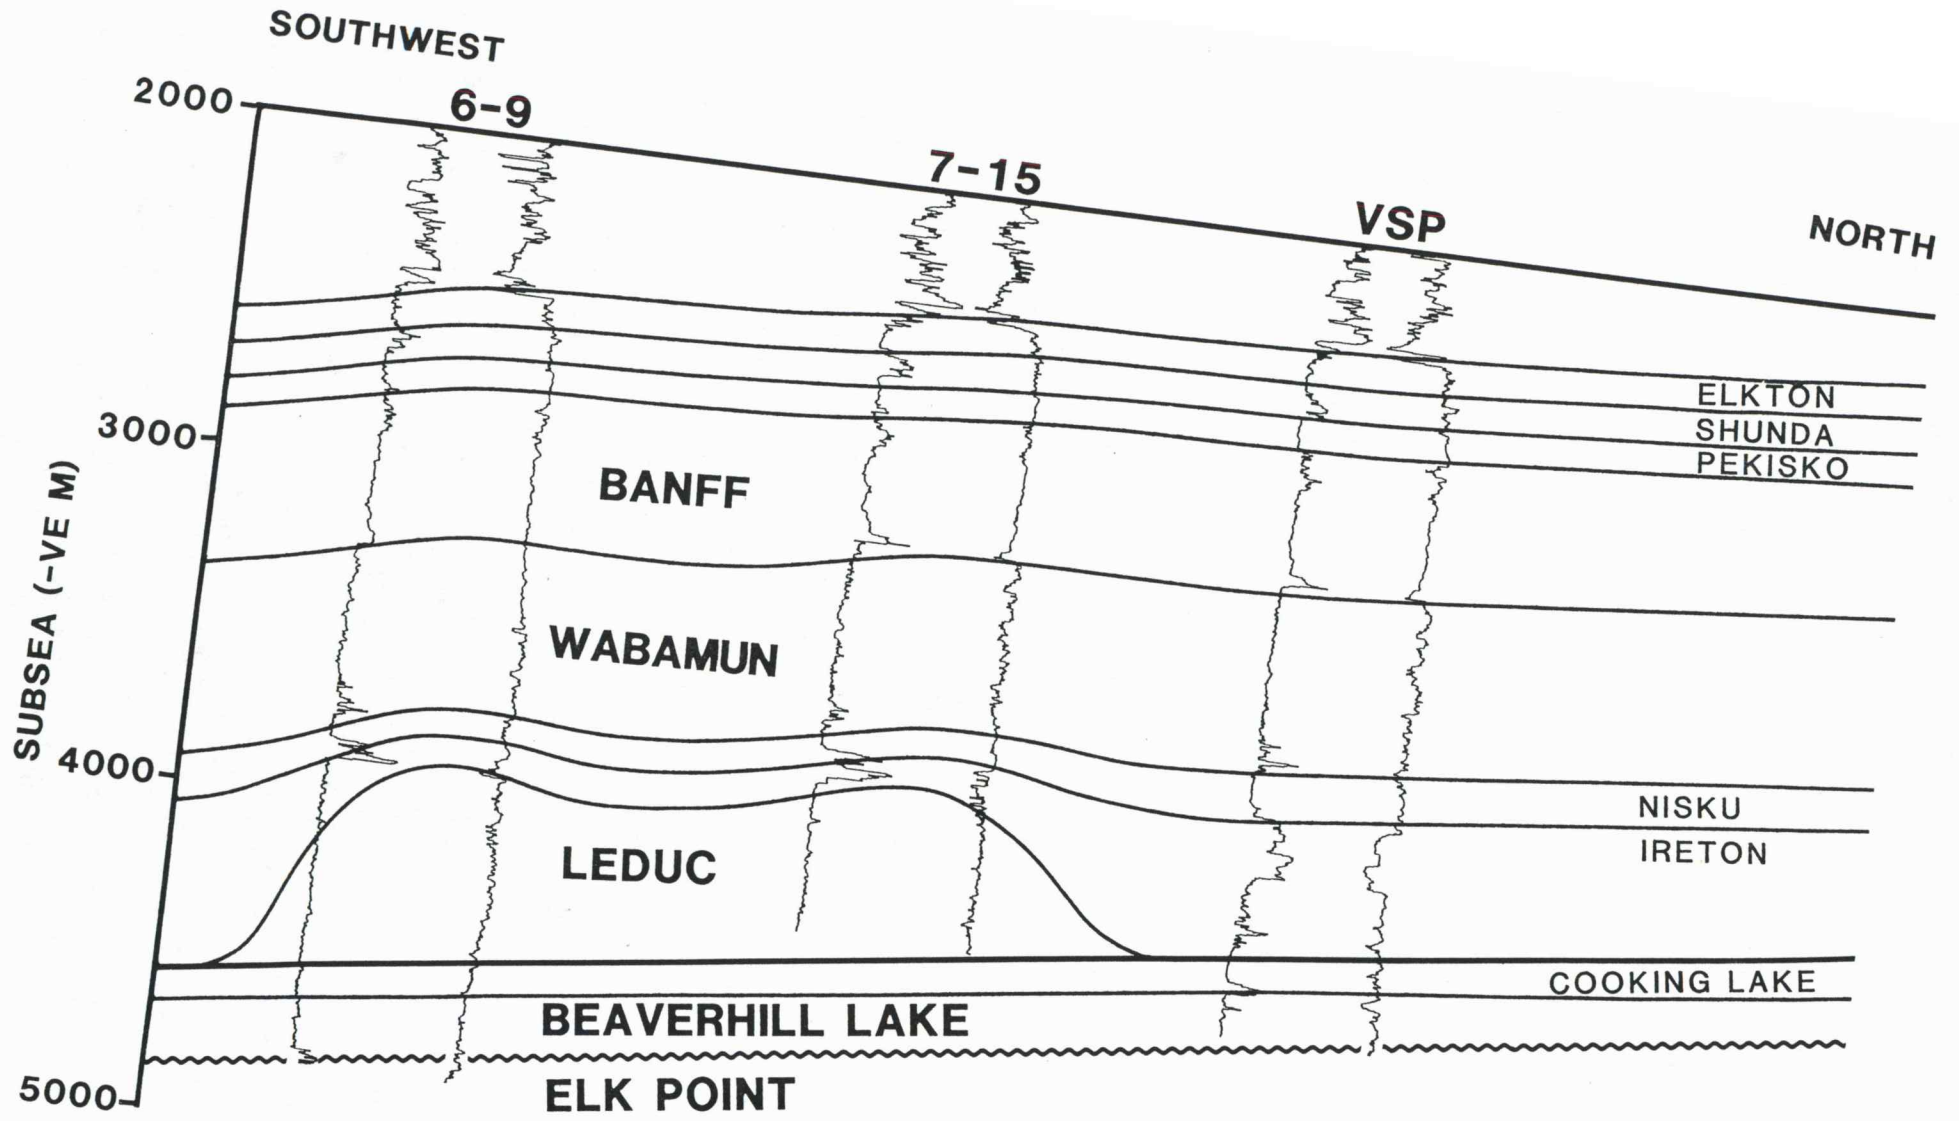 SOUTHWEST
2000
6-9
7-15
VSP
NORTH
ELKTON
SHUNDA
PEKISKO
3000
BANFF
SUBSEA (-VE M)
WABAMUN
4000
NISKU
IRETON
LEDUC
COOKING LAKE
BEAVERHILL LAKE
5000
ELK POINT